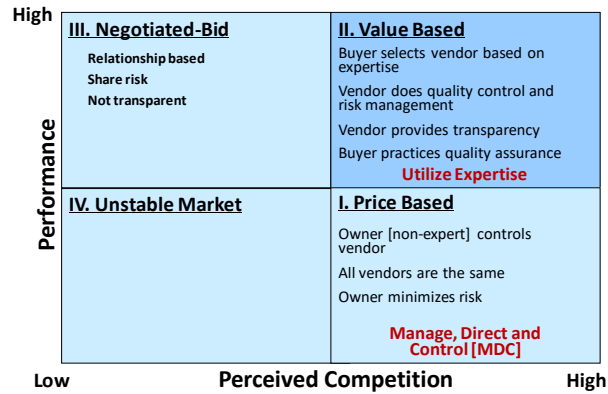 High
III. Negotiated-Bid
Relationship based
Share risk
Not transparent
II. Value Based
Buyer selects vendor based on
expertise
Vendor does quality control and
risk management
Vendor provides transparency
Buyer practices quality assurance
Utilize Expertise
Performance
IV. Unstable Market
I. Price Based
Owner [non-expert] controls
vendor
All vendors are the same
Owner minimizes risk
Manage, Direct and
Control [MDC]
Low
Perceived Competition
High